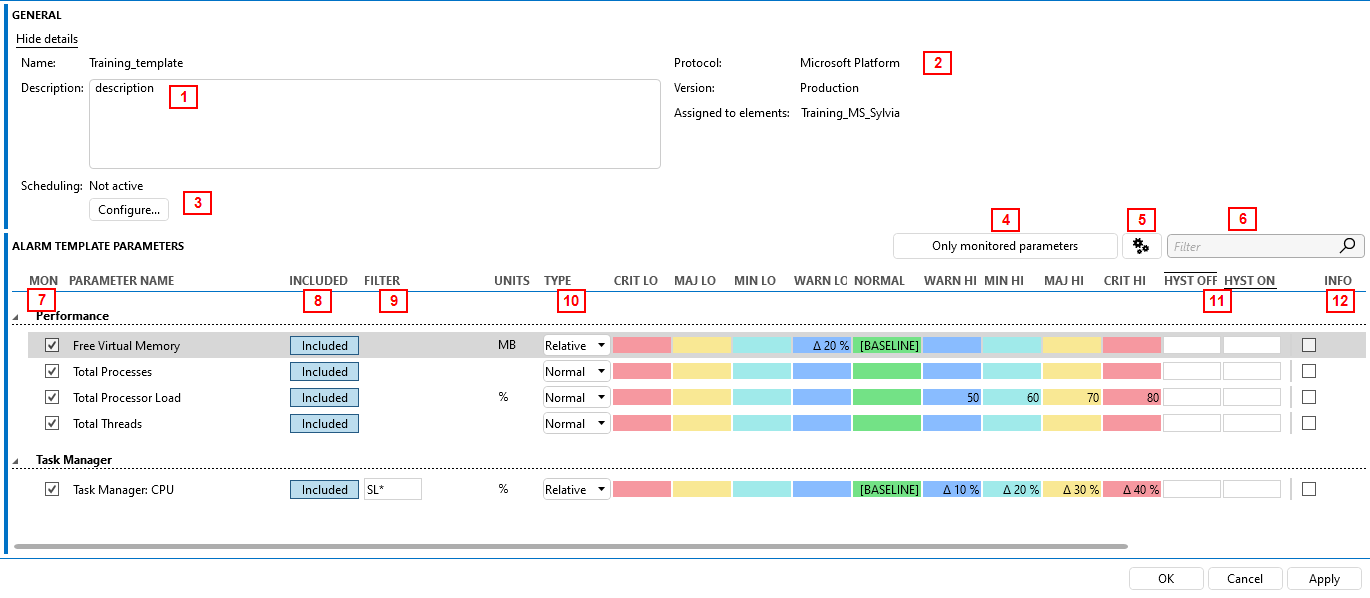 GENERAL
Hide details
Name: Training_template Protocol: Microsoft Platform 2
Description: description 1 Version: Production
Assigned to elements: Training_MS_Sylvia
Scheduling: Not active
Configure... 3
4 5 6
ALARM TEMPLATE PARAMETERS Only monitored parameters Filter
MON PARAMETER NAME INCLUDED FILTER UNITS TYPE CRIT LO MAJ LO MIN LO WARN LO NORMAL WARN HI MIN HI MAJ HI CRIT HI HYST OFF HYST ON INFO
7 8 9 10 11 12
Performance
Free Virtual Memory Included MB Relative Δ 20 % [BASELINE]
Total Processes Included Normal
Total Processor Load Included % Normal 50 60 70 80
Total Threads Included Normal
Task Manager
Task Manager: CPU Included SL* % Relative [BASELINE] Δ 10 % Δ 20 % Δ 30 % Δ 40 %
OK Cancel Apply